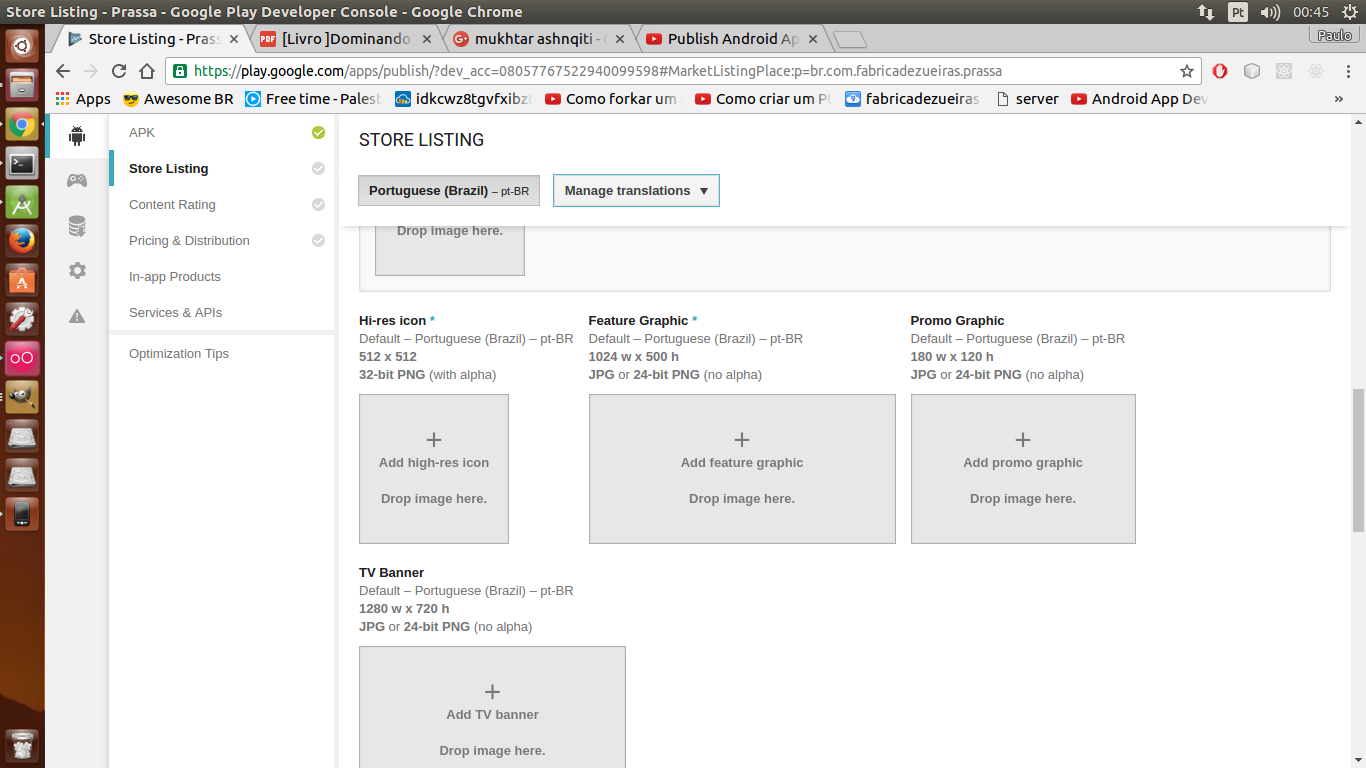 Store Listing - Prassa - Google Play Developer Console - Google Chrome
Pt
00:45
Store Listing - Pras
[Livro ]Dominando
mukhtar ashnqiti -
Publish Android Ap
Paulo
https://play.google.com/apps/publish/?dev_acc=08057767522940099598#MarketListingPlace:p=br.com.fabricadezueiras.prassa
Apps
Awesome BR
Free time - Palest
idkcwz8tgvfxibz
Como forkar um
Como criar um PU
fabricadezueiras
server
Android App Dev
»
APK
Store Listing
Content Rating
Pricing & Distribution
In-app Products
Services & APIs
Optimization Tips
STORE LISTING
Portuguese (Brazil) – pt-BR
Manage translations
Drop image here.
Hi-res icon *
Default – Portuguese (Brazil) – pt-BR
512 x 512
32-bit PNG (with alpha)
+
Add high-res icon
Drop image here.
Feature Graphic *
Default – Portuguese (Brazil) – pt-BR
1024 w x 500 h
JPG or 24-bit PNG (no alpha)
+
Add feature graphic
Drop image here.
Promo Graphic
Default – Portuguese (Brazil) – pt-BR
180 w x 120 h
JPG or 24-bit PNG (no alpha)
+
Add promo graphic
Drop image here.
TV Banner
Default – Portuguese (Brazil) – pt-BR
1280 w x 720 h
JPG or 24-bit PNG (no alpha)
+
Add TV banner
Drop image here.